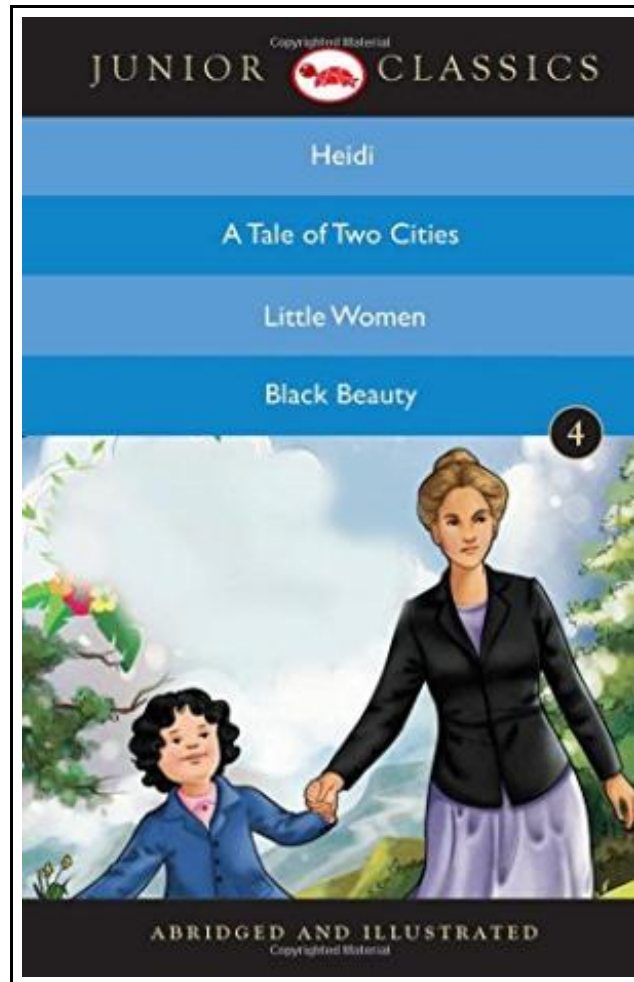 Copyrighted Material
JUNIOR CLASSICS
Heidi
A Tale of Two Cities
Little Women
Black Beauty
4
ABRIDGED AND ILLUSTRATED
Copyrighted Material